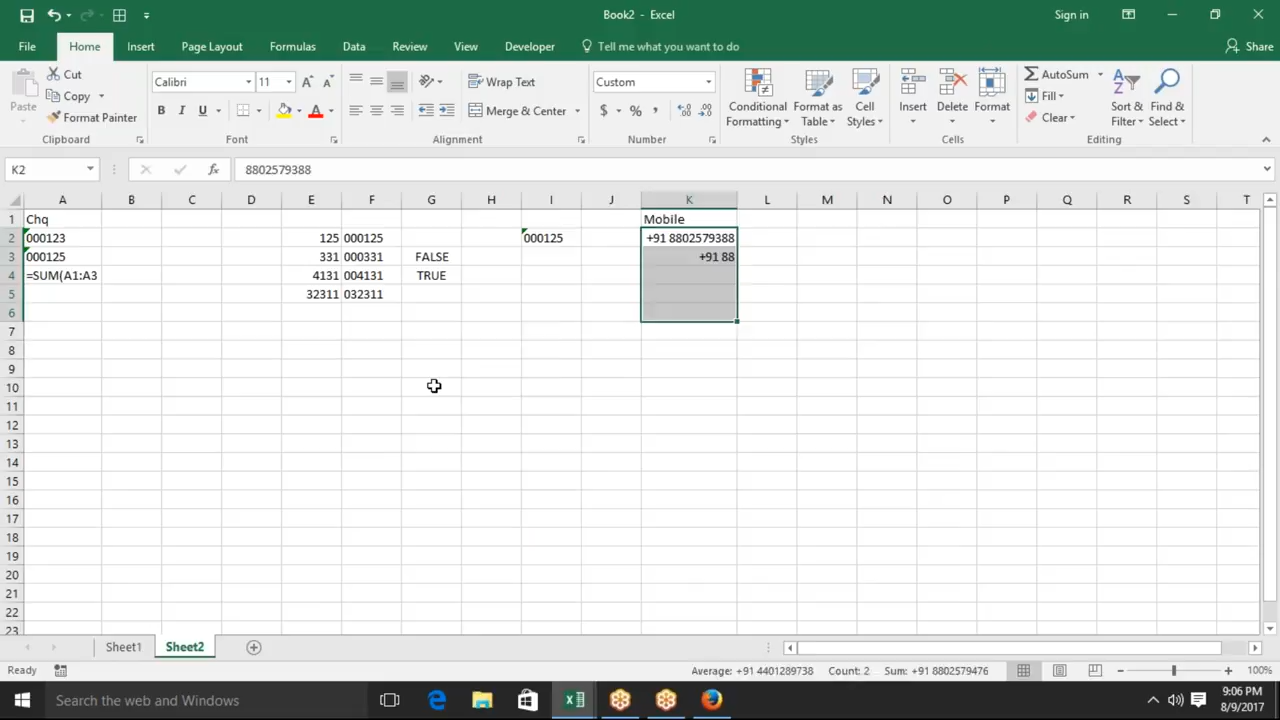 Book2 - Excel
Sign in
File Home Insert Page Layout Formulas Data Review View Developer Tell me what you want to do Share
Paste
Cut
Copy
Format Painter
Clipboard
Calibri 11
B I U
Font
Wrap Text
Merge & Center
Alignment
Custom
$ % ,
Number
Conditional Formatting
Format as Table
Cell Styles
Styles
Insert
Delete
Format
Cells
AutoSum
Fill
Clear
Sort & Filter
Find & Select
Editing
K2 fx 8802579388
A B C D E F G H I J K L M N O P Q R S T
1 Chq Mobile
2 000123 125 000125 000125 +91 8802579388
3 000125 331 000331 FALSE +91 88
4 =SUM(A1:A3 4131 004131 TRUE
5 32311 032311
6
7
8
9
10
11
12
13
14
15
16
17
18
19
20
21
22
23
Sheet1 Sheet2
Ready Average: +91 4401289738 Count: 2 Sum: +91 8802579476 100%
Search the web and Windows
9:06 PM
8/9/2017